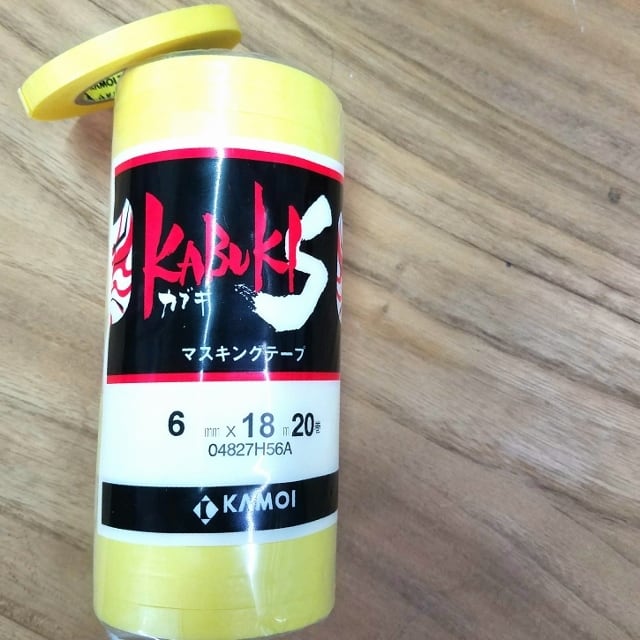 KABUKI S
カブキ
マスキングテープ
6 mm x 18 m 20巻
04827H56A
KAMOI